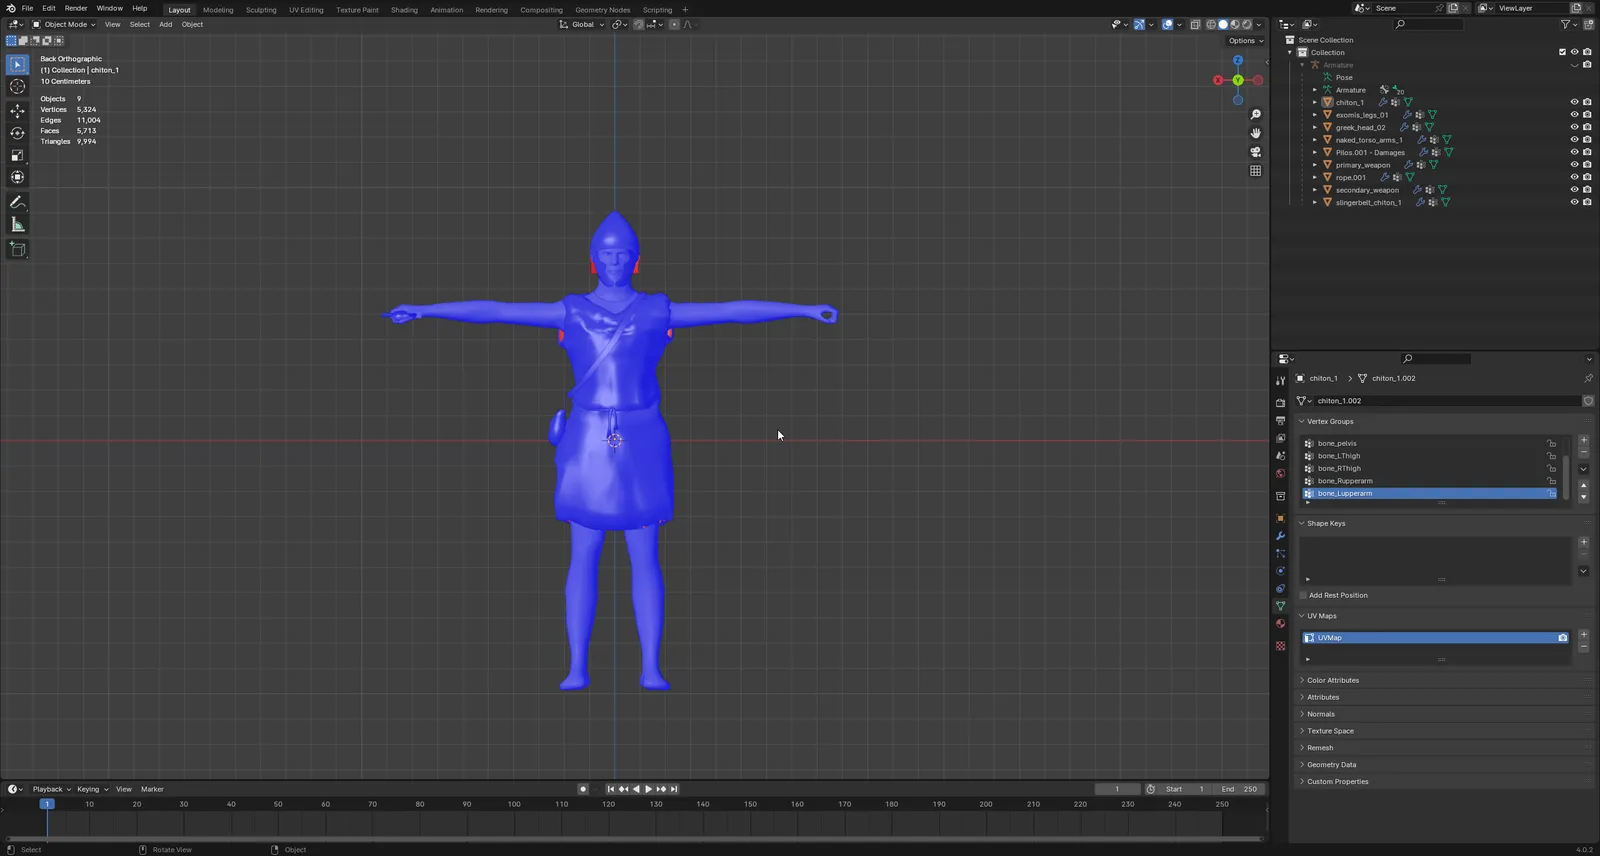 File Edit Render Window Help Layout Modeling Sculpting UV Editing Texture Paint Shading Animation Rendering Compositing Geometry Nodes Scripting + Scene ViewLayer
Object Mode View Select Add Object Global
Options
Back Orthographic
(1) Collection | chiton_1
10 Centimeters
Objects 9
Vertices 5,324
Edges 11,004
Faces 5,713
Triangles 9,994
Z
X
Y
Scene Collection
Collection
Armature
Pose
Armature 20
chiton_1
exomis_legs_01
greek_head_02
naked_torso_arms_1
Pilos.001 - Damages
primary_weapon
rope.001
secondary_weapon
slingerbelt_chiton_1
chiton_1 > chiton_1.002
chiton_1.002
Vertex Groups
bone_pelvis
bone_LThigh
bone_RThigh
bone_Rupperarm
bone_Lupperarm
Shape Keys
Add Rest Position
UV Maps
UVMap
Color Attributes
Attributes
Normals
Texture Space
Remesh
Geometry Data
Custom Properties
Playback Keying View Marker 1 Start 1 End 250
1 10 20 30 40 50 60 70 80 90 100 110 120 130 140 150 160 170 180 190 200 210 220 230 240 250
Select Rotate View Object 4.0.2